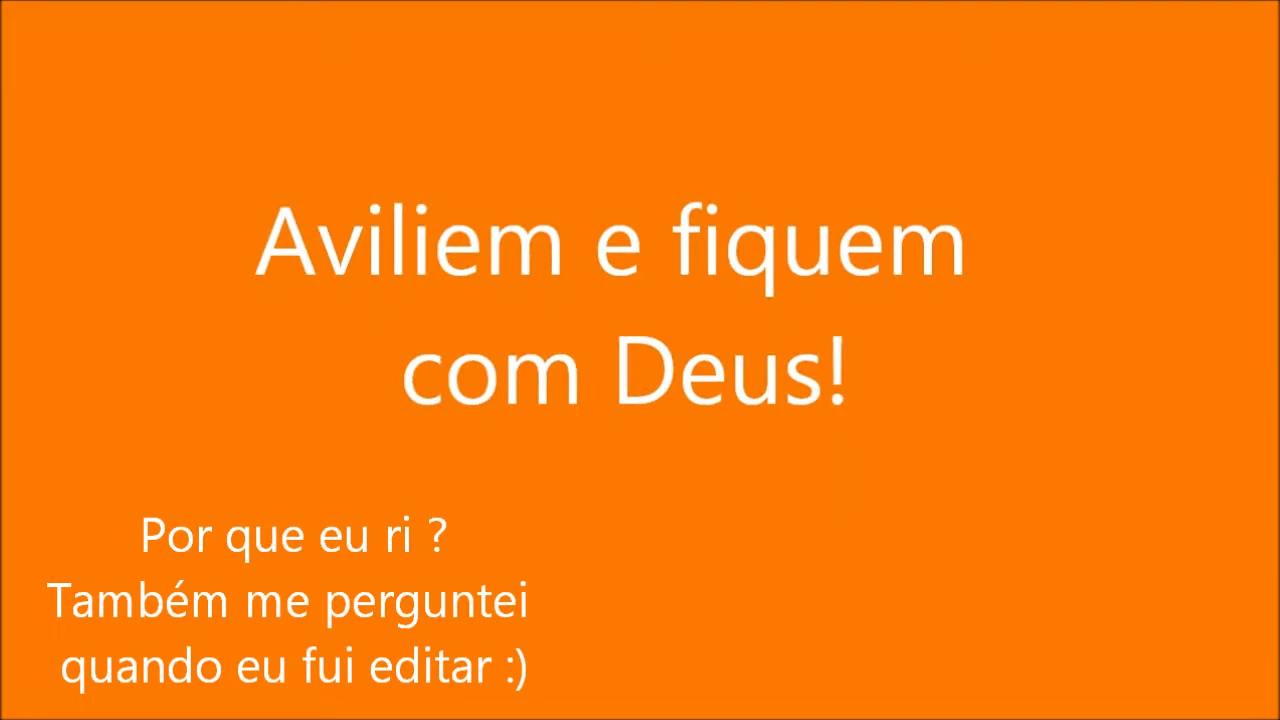 Aviliem e fiquem
com Deus!
Por que eu ri ?
Também me perguntei
quando eu fui editar :)